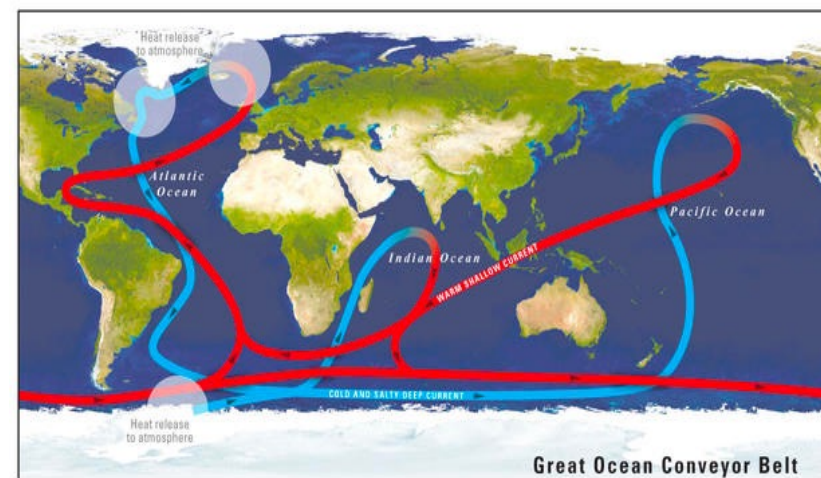 Heat release
to atmosphere
Atlantic
Ocean
Pacific Ocean
Indian Ocean
WARM SHALLOW CURRENT
COLD AND SALTY DEEP CURRENT
Heat release
to atmosphere
Great Ocean Conveyor Belt